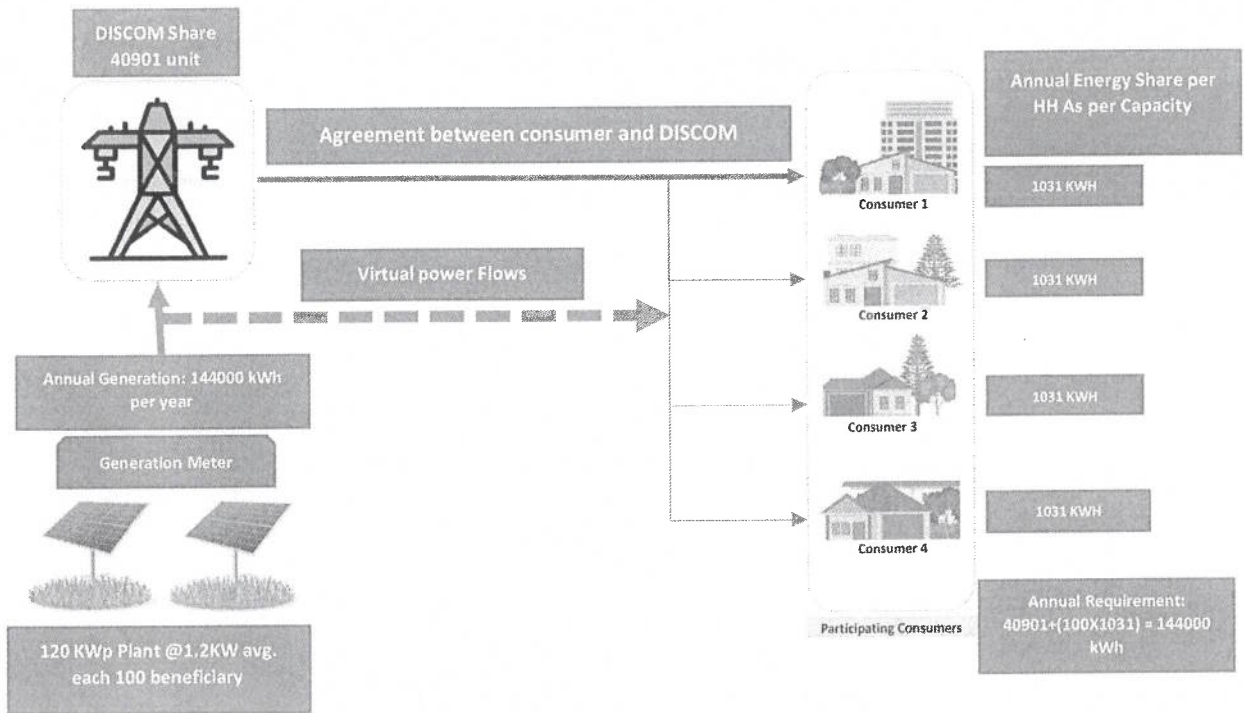 DISCOM Share
40901 unit
Agreement between consumer and DISCOM
Annual Energy Share per
HH As per Capacity
Consumer 1
1031 KWH
Virtual power Flows
Consumer 2
1031 KWH
Annual Generation: 144000 kWh
per year
Consumer 3
1031 KWH
Generation Meter
Consumer 4
1031 KWH
120 KWp Plant @1.2KW avg.
each 100 beneficiary
Participating Consumers
Annual Requirement:
40901+(100X1031) = 144000
kWh